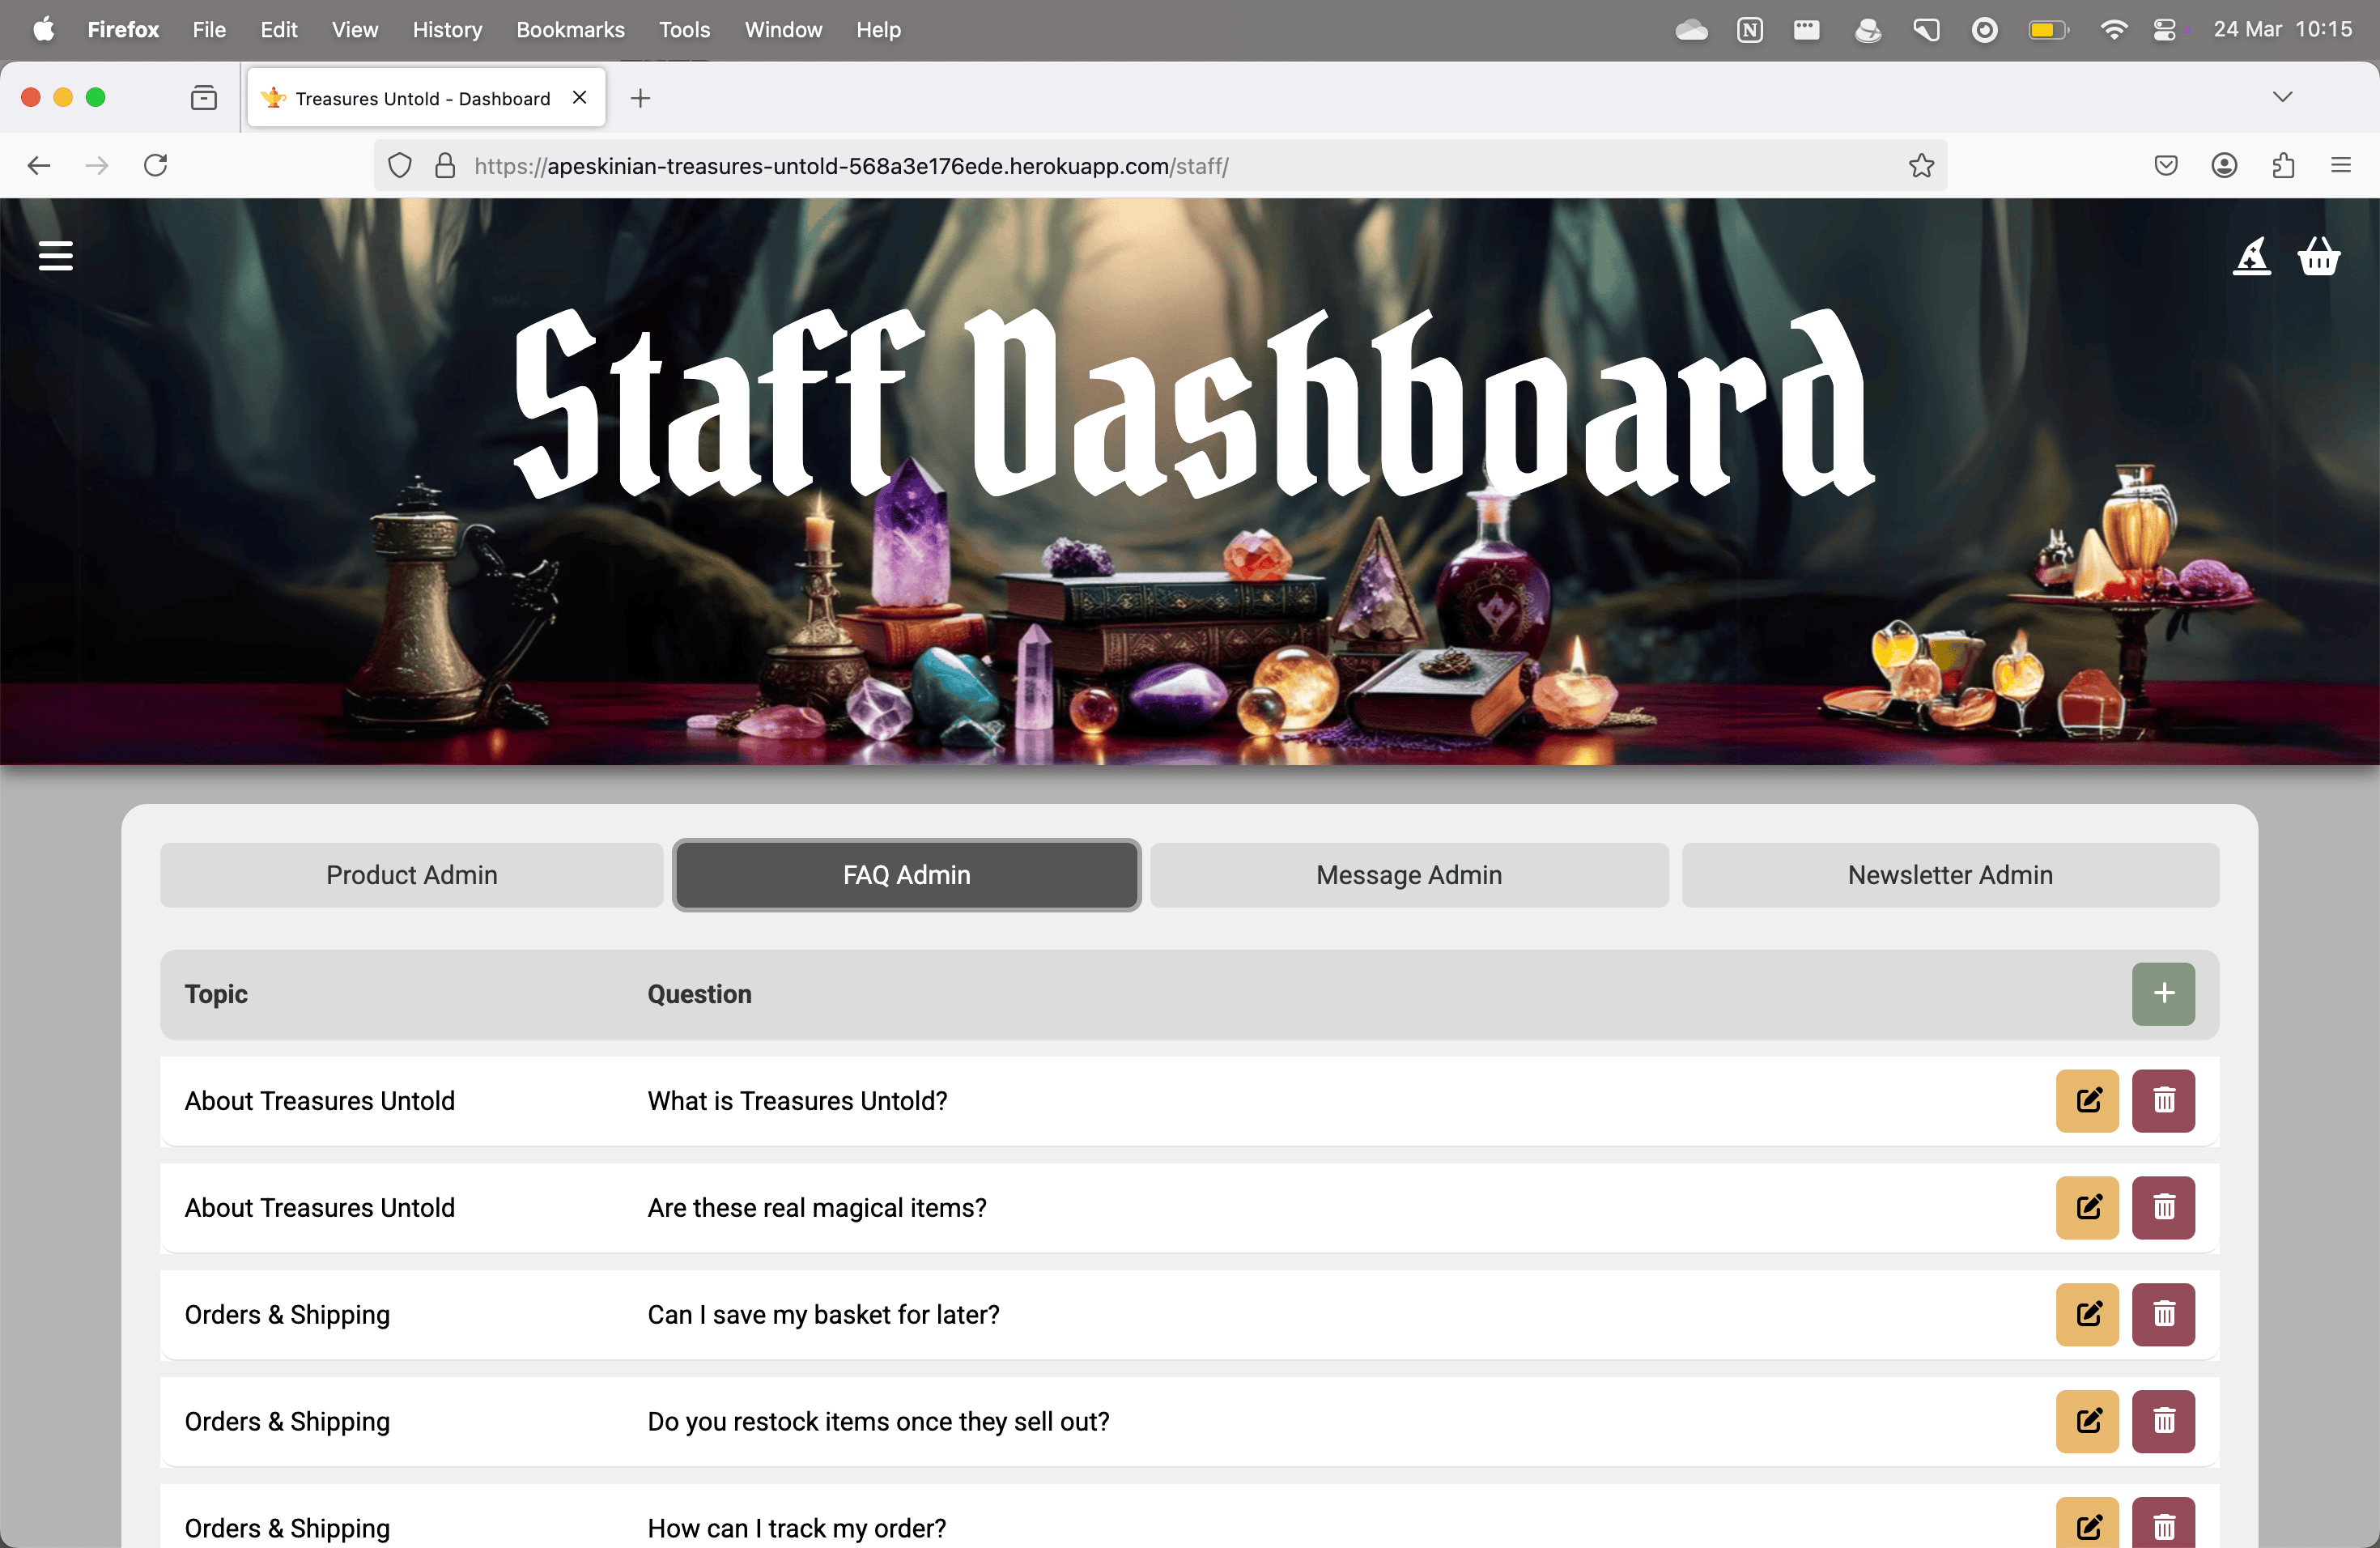 Firefox File Edit View History Bookmarks Tools Window Help 24 Mar 10:15
Treasures Untold - Dashboard
https://apeskinian-treasures-untold-568a3e176ede.herokuapp.com/staff/
Staff Dashboard
Product Admin FAQ Admin Message Admin Newsletter Admin
Topic Question
About Treasures Untold What is Treasures Untold?
About Treasures Untold Are these real magical items?
Orders & Shipping Can I save my basket for later?
Orders & Shipping Do you restock items once they sell out?
Orders & Shipping How can I track my order?